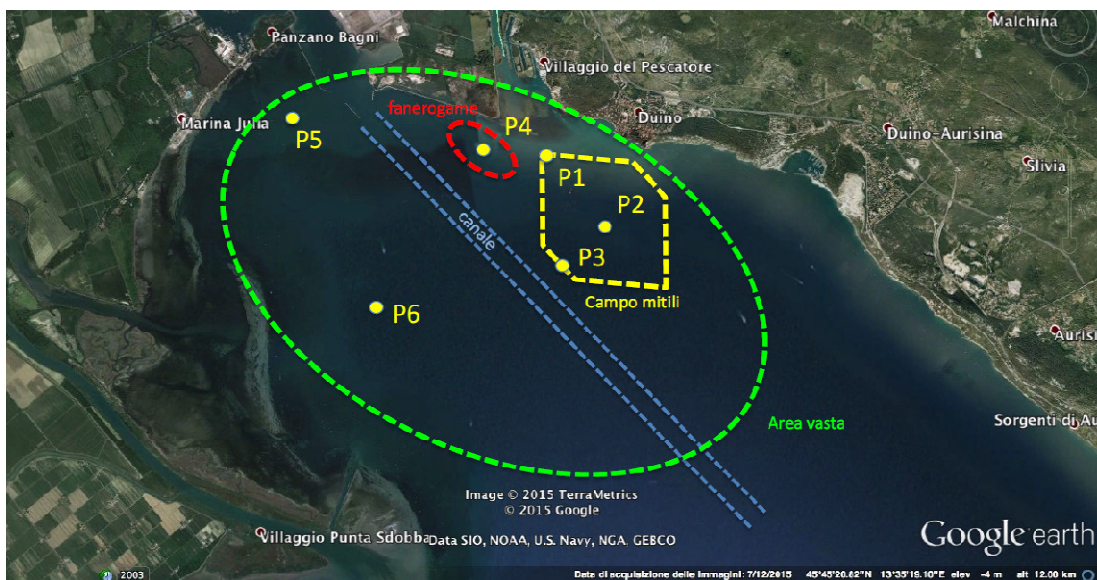 Malchina
Panzano Bagni
Villaggio del Pescatore
fanerogame
Duino
Marina Julia
P5
P4
Duino-Aurisina
P1
Slivia
P2
canale
P3
Campo mitili
P6
Area vasta
Sorgenti di Au
Image © 2015 TerraMetrics
© 2015 Google
Villaggio Punta Sdobba
Data SIO, NOAA, U.S. Navy, NGA, GEBCO
Google earth
2003
Data di acquisizione delle immagini: 7/12/2015 45°45'20.82"N 13°35'19.10"E elev -4 m alt 12.00 km